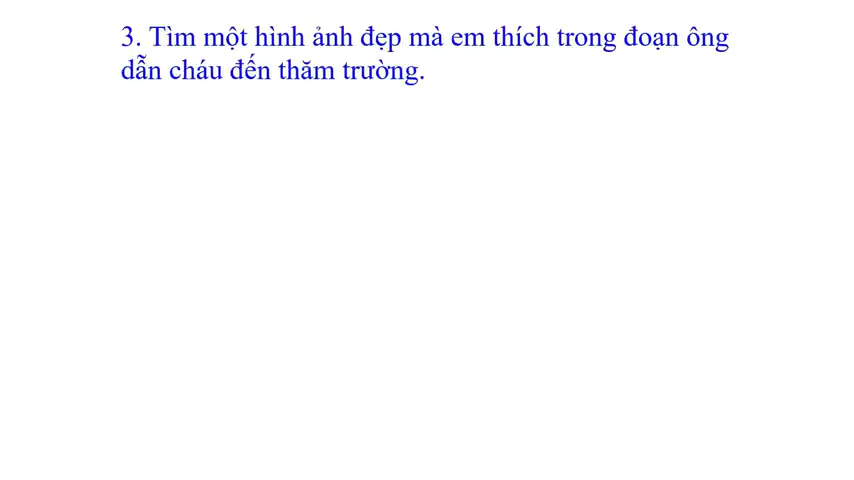 3. Tìm một hình ảnh đẹp mà em thích trong đoạn ông
dẫn cháu đến thăm trường.